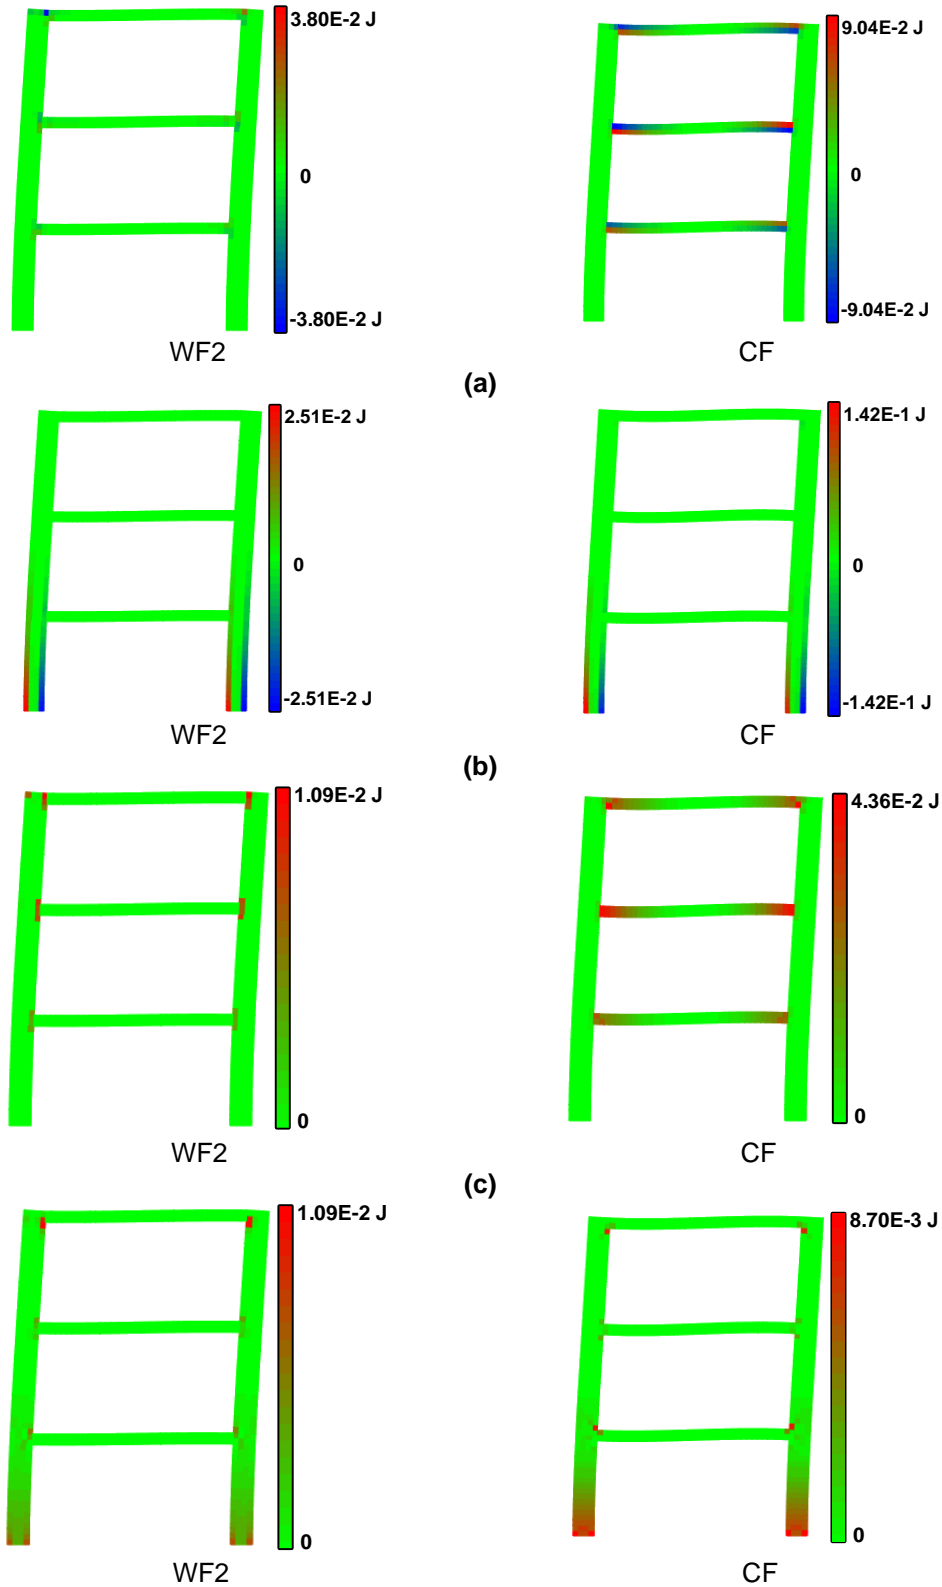 3.80E-2 J
0
-3.80E-2 J
WF2
9.04E-2 J
0
-9.04E-2 J
CF
(a)
2.51E-2 J
0
-2.51E-2 J
WF2
1.42E-1 J
0
-1.42E-1 J
CF
(b)
1.09E-2 J
0
WF2
4.36E-2 J
0
CF
(c)
1.09E-2 J
0
WF2
8.70E-3 J
0
CF